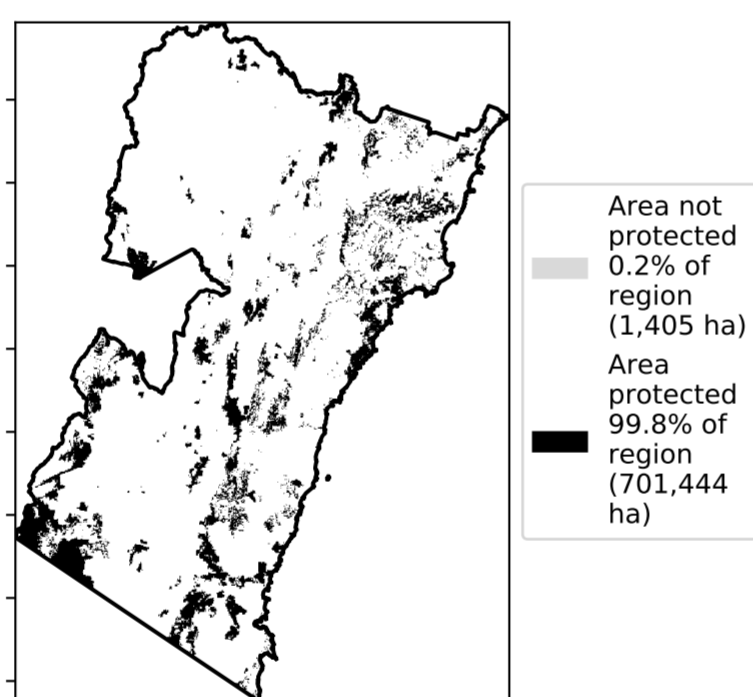 Area not
protected
0.2% of
region
(1,405 ha)
Area
protected
99.8% of
region
(701,444
ha)